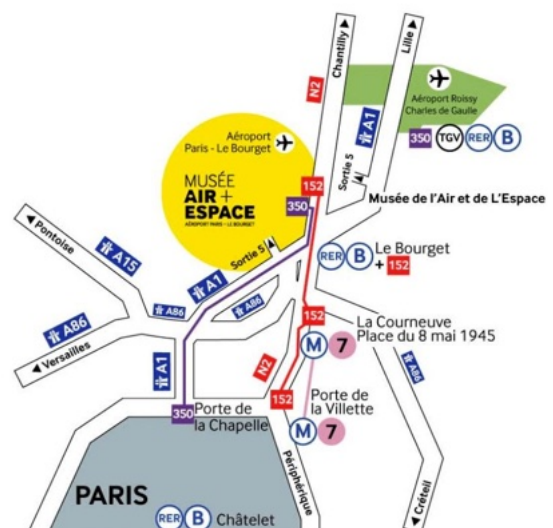 Chantilly
Lille
N2
A1
Aéroport Roissy
Charles de Gaulle
350 TGV RER B
Aéroport
Paris - Le Bourget
MUSÉE
AIR +
ESPACE
AÉROPORT PARIS - LE BOURGET
152
350
Sortie 5
Musée de l'Air et de L'Espace
Sortie 5
RER B Le Bourget
+ 152
Pontoise
A15
A1
A86
A86
A86
Versailles
152
La Courneuve
Place du 8 mai 1945
M 7
A1
N2
A86
152
350
Porte de
la Chapelle
Porte de
la Villette
M 7
Périphérique
Créteil
PARIS
RER B Châtelet